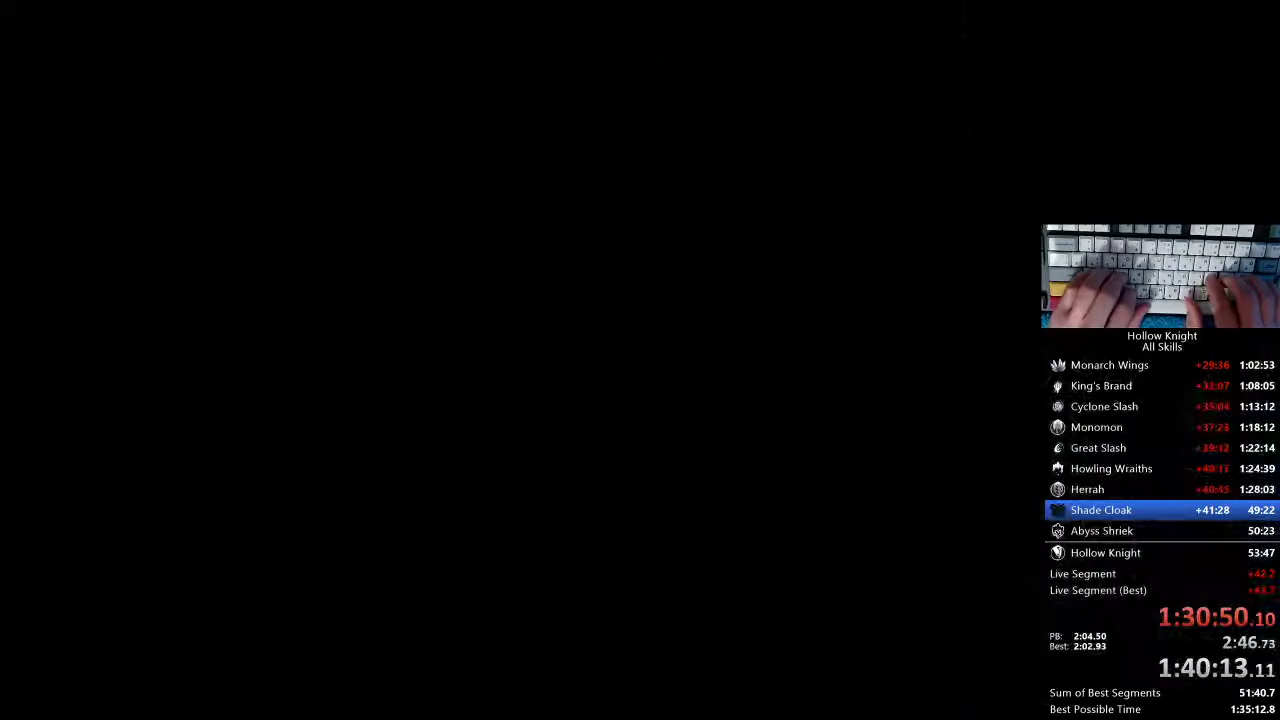 Hollow Knight
All Skills
Monarch Wings +29:36 1:02:53
King's Brand +32:07 1:08:05
Cyclone Slash +35:04 1:13:12
Monomon +37:23 1:18:12
Great Slash +39:12 1:22:14
Howling Wraiths 1:24:39
Herrah +40:45 1:28:03
Shade Cloak +41:28 49:22
Abyss Shriek 50:23
Hollow Knight 53:47
Live Segment +42.2
Live Segment (Best)
1:30:50.10
PB: 2:04.50
Best: 2:02.93
2:46.73
1:40:13.11
Sum of Best Segments 51:40.7
Best Possible Time 1:35:12.8